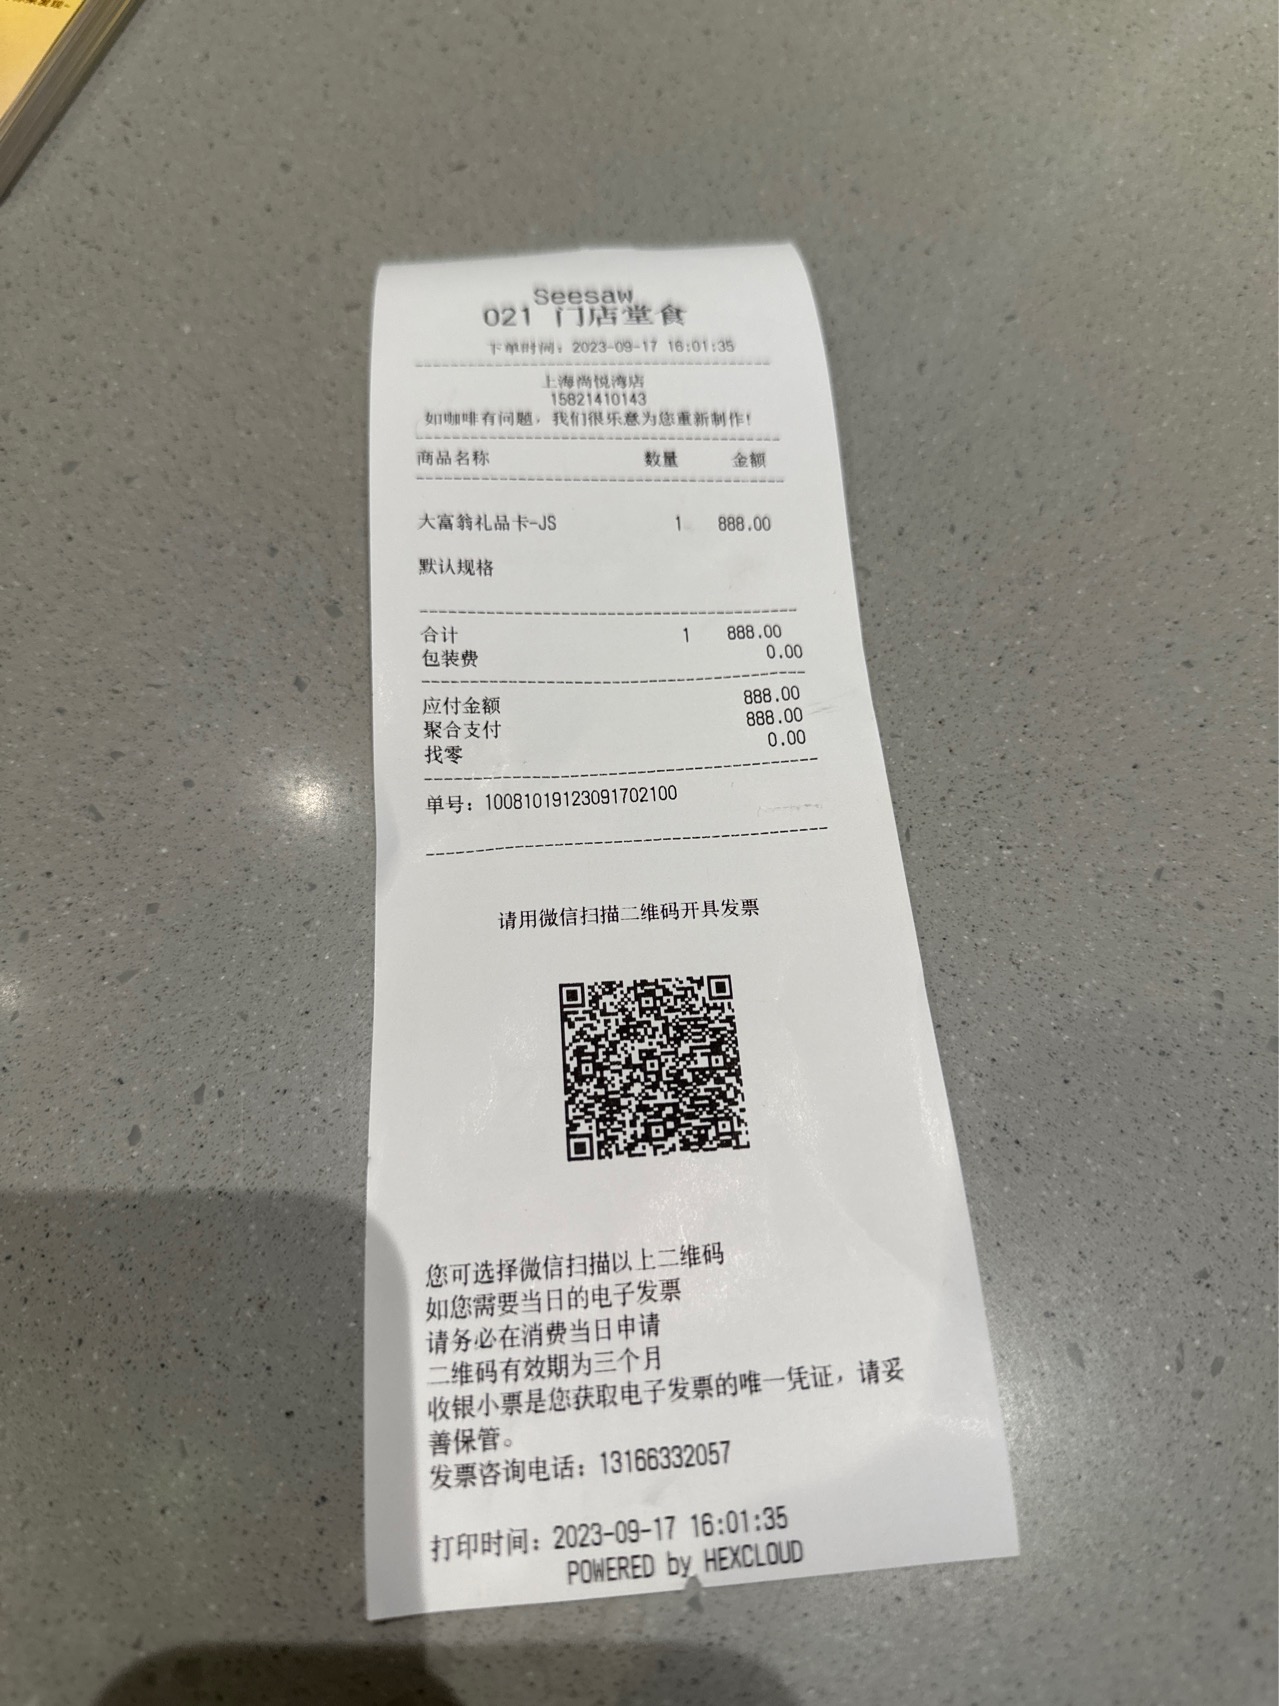 Seesaw
021 门店堂食
下单时间：2023-09-17 16:01:35
上海尚悦湾店
15821410143
如咖啡有问题，我们很乐意为您重新制作！
商品名称 数量 金额
大富翁礼品卡-JS 1 888.00
默认规格
合计 1 888.00
包装费 0.00
应付金额 888.00
聚合支付 888.00
找零 0.00
单号：10081019123091702100
请用微信扫描二维码开具发票
您可选择微信扫描以上二维码
如您需要当日的电子发票
请务必在消费当日申请
二维码有效期为三个月
收银小票是您获取电子发票的唯一凭证，请妥
善保管。
发票咨询电话：13166332057
打印时间：2023-09-17 16:01:35
POWERED by HEXCLOUD